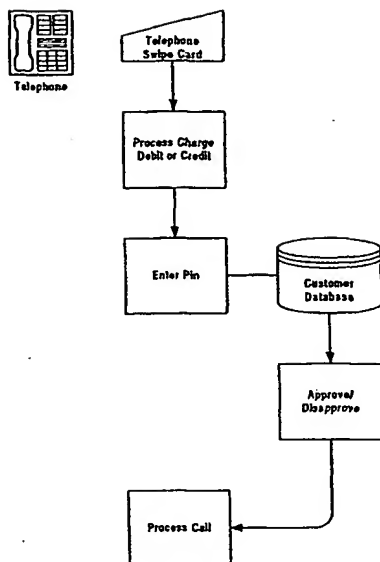 Telephone
Telephone
Swipe Card
Process Charge
Debit or Credit
Enter Pin
Customer
Database
Approve/
Disapprove
Process Call